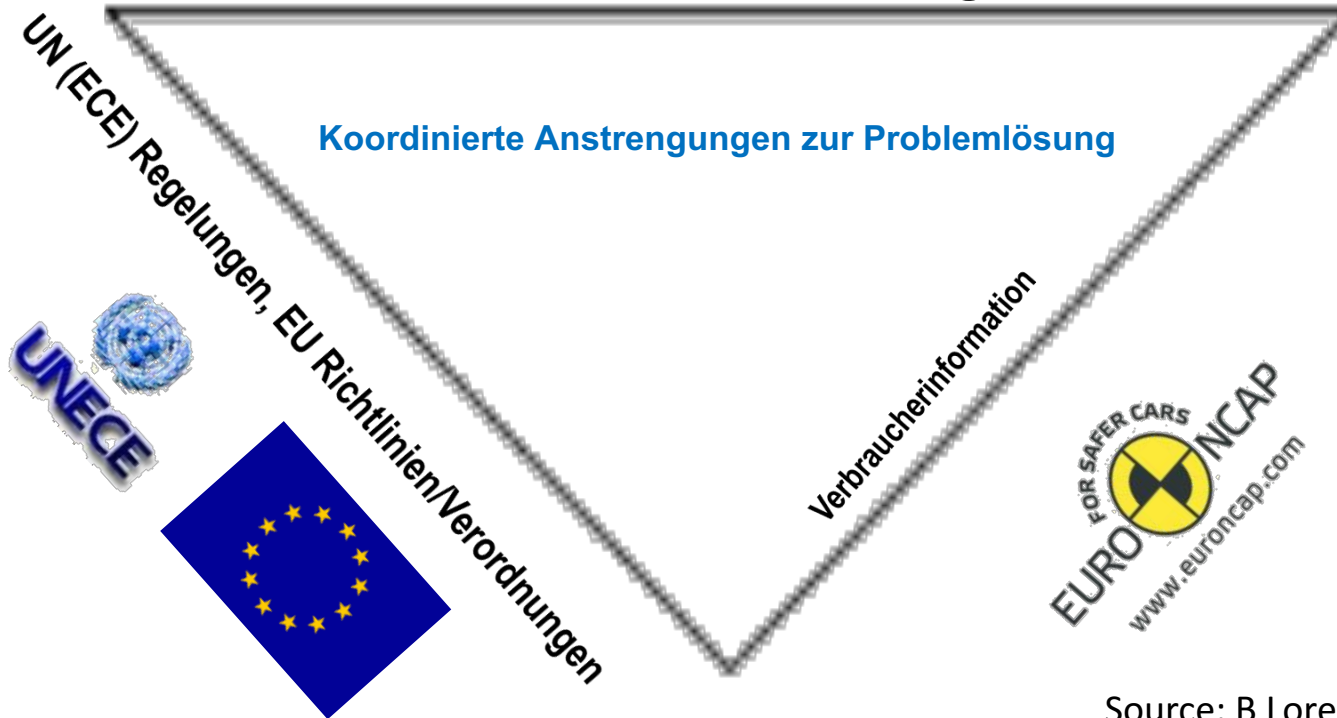 Koordinierte Anstrengungen zur Problemlösung
UN (ECE) Regelungen, EU Richtlinien/Verordnungen
Verbraucherinformation
UNECE
FOR SAFER CARS
EURO NCAP
www.euroncap.com
Source: B Lore